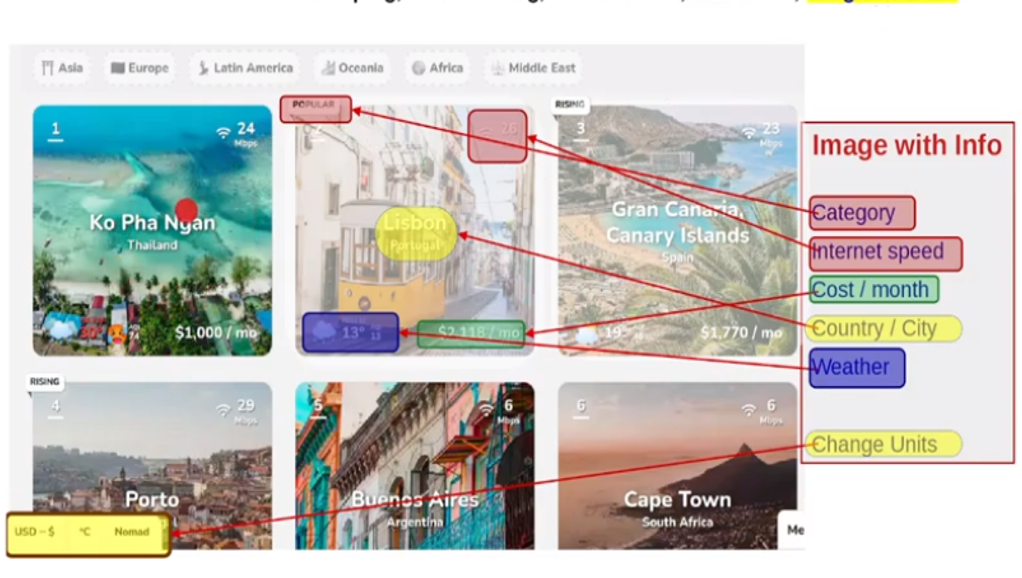 Asia Europe Latin America Oceania Africa Middle East
1
24
Mbps
Ko Pha Ngan
Thailand
$1,000 / mo
POPULAR
2
26
Lisbon
Portugal
13° 13
$2,118 / mo
RISING
3
23
Mbps
Gran Canaria,
Canary Islands
Spain
19°
$1,770 / mo
RISING
4
29
Mbps
Porto
5
6
Mbps
Buenos Aires
Argentina
6
6
Mbps
Cape Town
South Africa
USD – $ °C Nomad
Me
Image with Info
Category
Internet speed
Cost / month
Country / City
Weather
Change Units